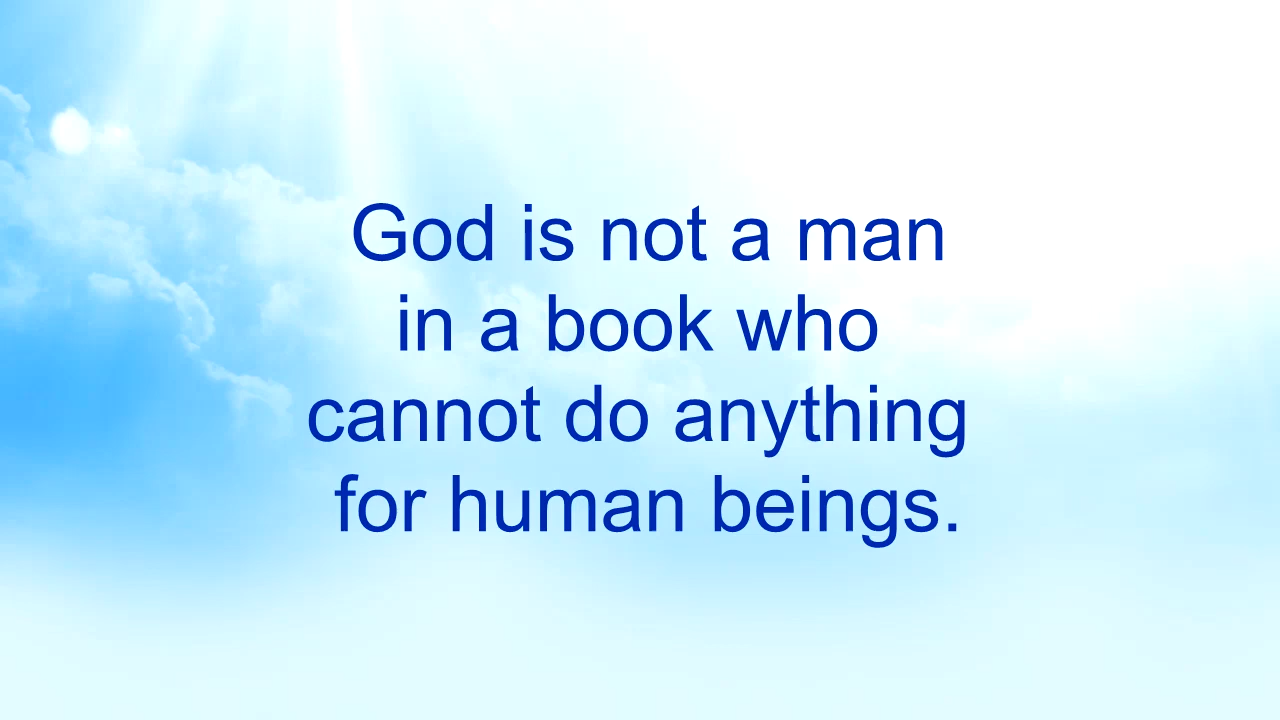 God is not a man
in a book who
cannot do anything
for human beings.